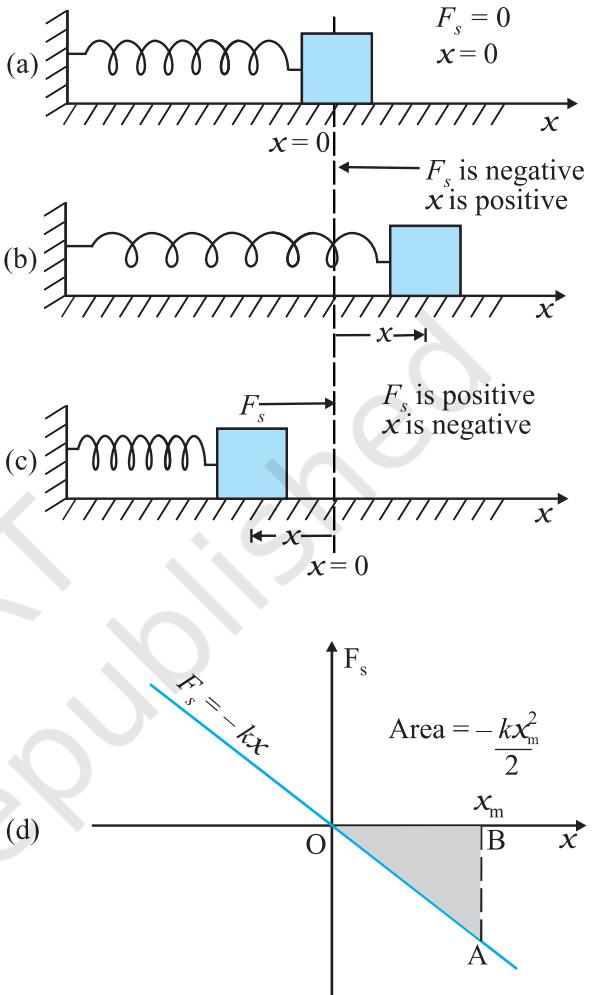 (a)
F_s = 0
x = 0
x
x = 0
F_s is negative
x is positive
(b)
x
x
F_s
F_s is positive
x is negative
(c)
x
x
x = 0
F_s
F_s = -kx
Area = -kx_m^2/2
(d)
x_m
O
B
x
A
republished